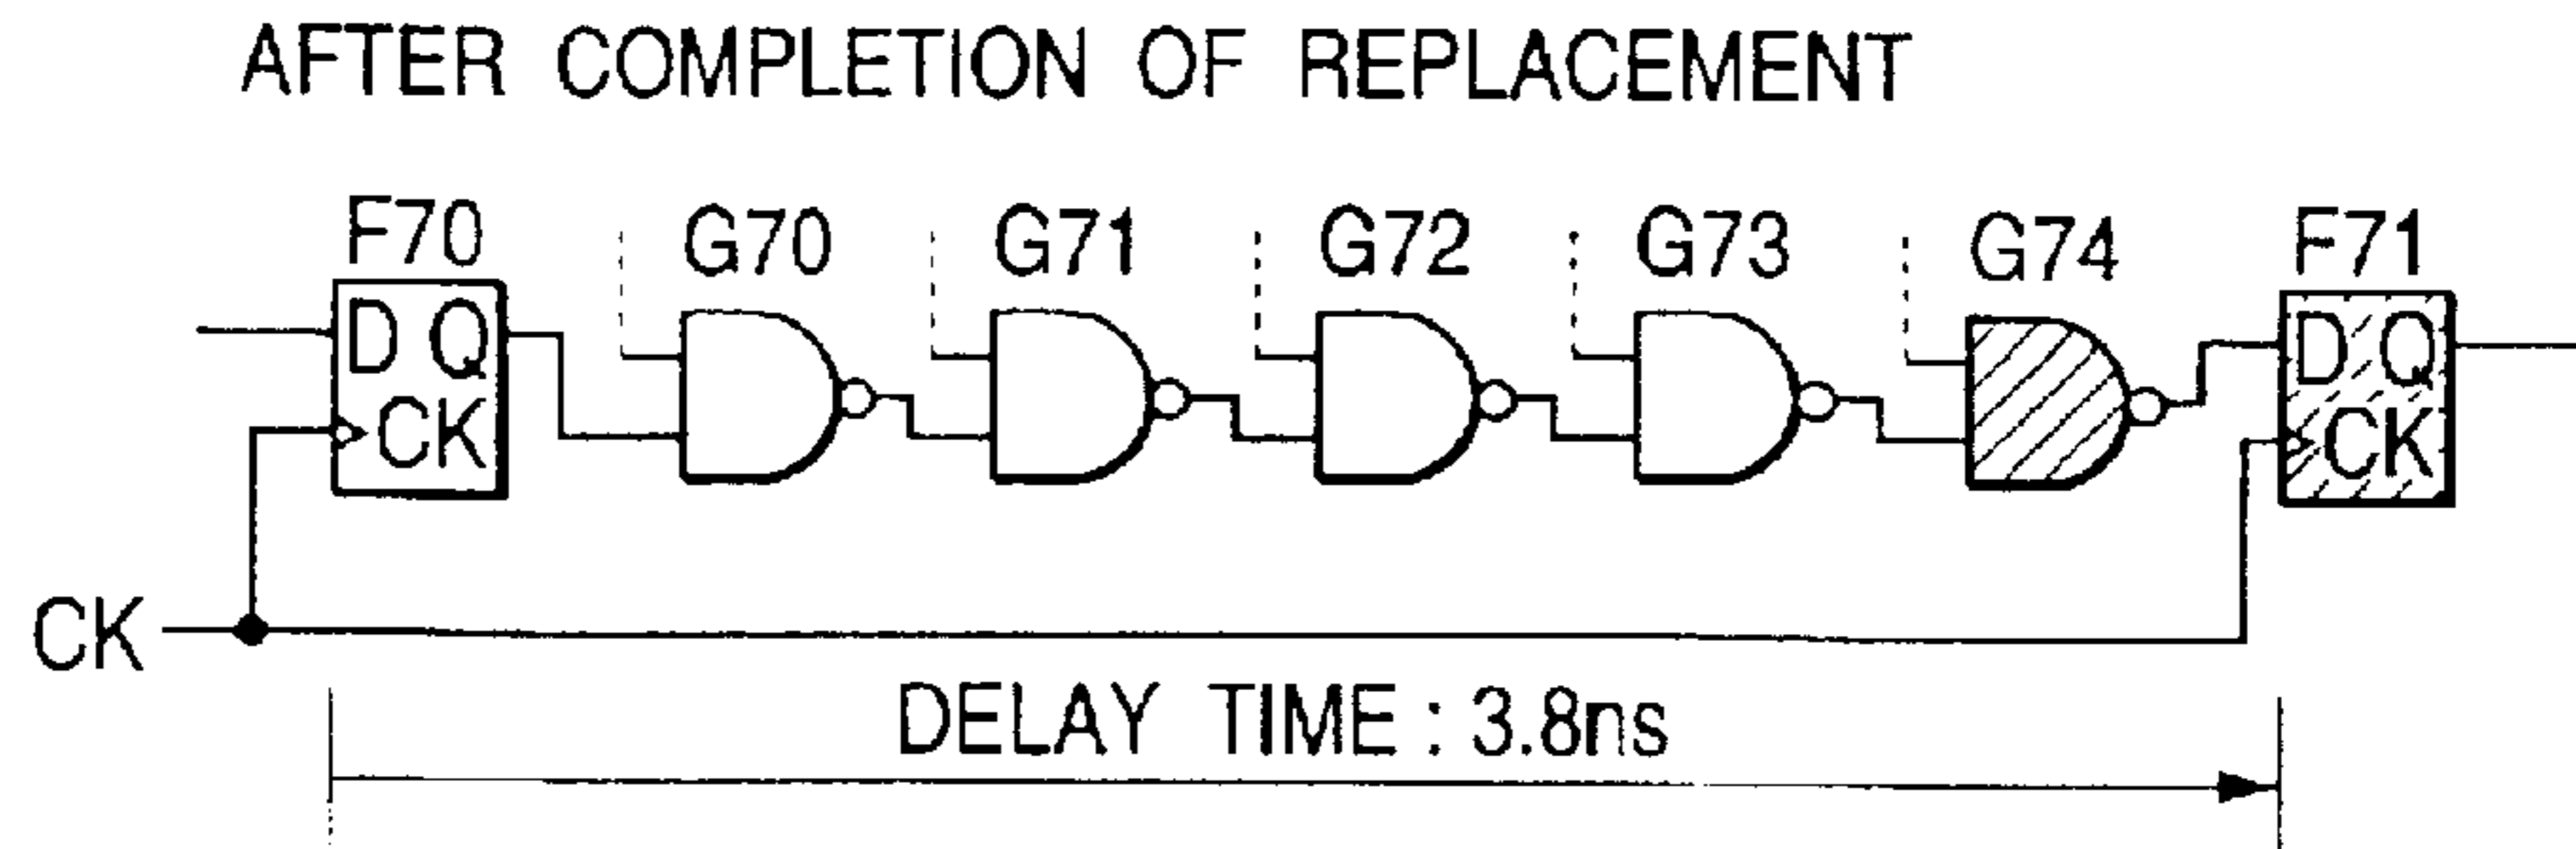 AFTER COMPLETION OF REPLACEMENT
F70 G70 G71 G72 G73 G74 F71
D Q D Q
CK CK
CK
DELAY TIME : 3.8ns